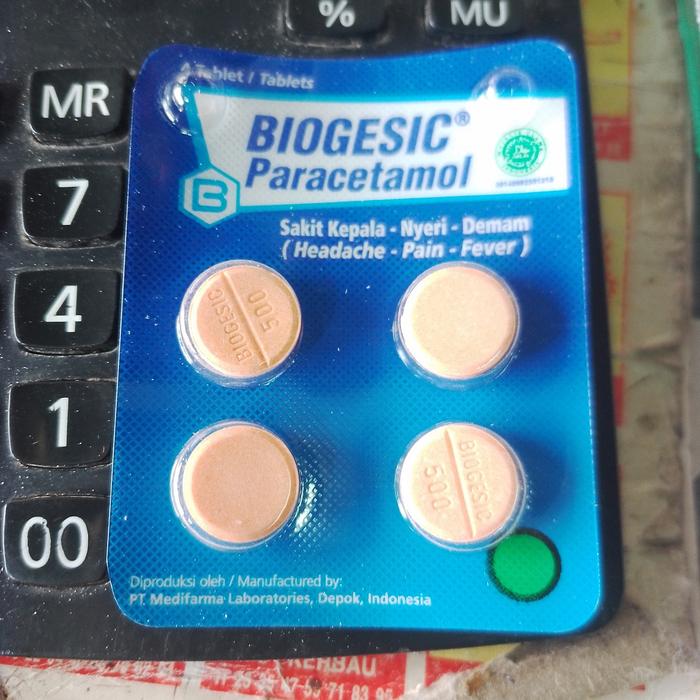 %
MU
MR
7
4
1
00
4 Tablet / Tablets
BIOGESIC®
Paracetamol
B
Sakit Kepala - Nyeri - Demam
( Headache - Pain - Fever )
BIOGESIC
500
BIOGESIC
500
Diproduksi oleh / Manufactured by:
PT. Medifarma Laboratories, Depok, Indonesia
KERBAU